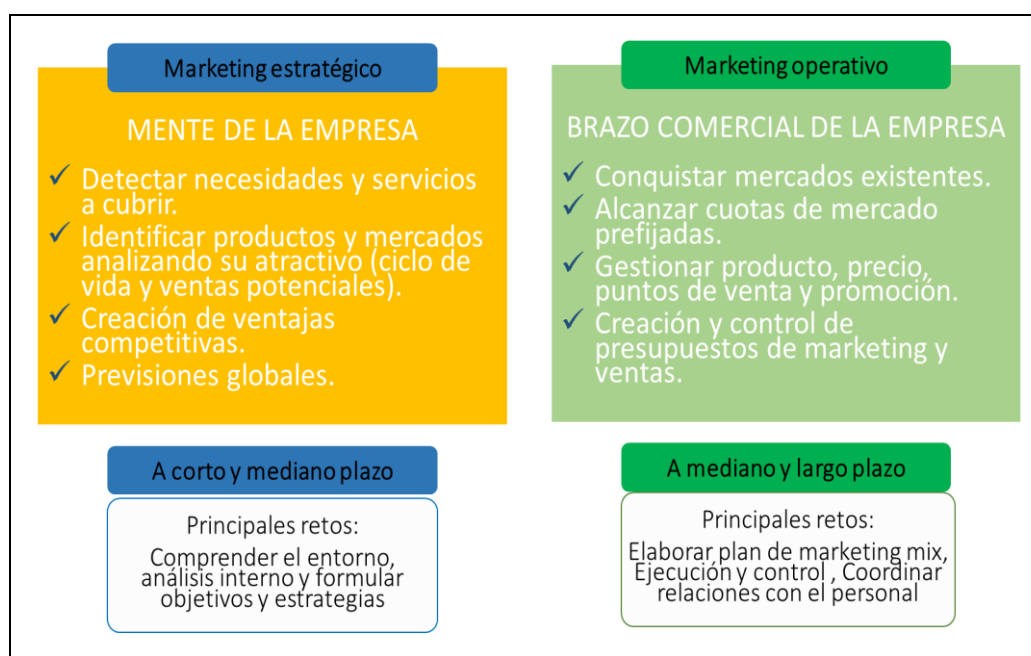 Marketing estratégico
MENTE DE LA EMPRESA
✓ Detectar necesidades y servicios
a cubrir.
✓ Identificar productos y mercados
analizando su atractivo (ciclo de
vida y ventas potenciales).
✓ Creación de ventajas
competitivas.
✓ Previsiones globales.
A corto y mediano plazo
Principales retos:
Comprender el entorno,
análisis interno y formular
objetivos y estrategias
Marketing operativo
BRAZO COMERCIAL DE LA EMPRESA
✓ Conquistar mercados existentes.
✓ Alcanzar cuotas de mercado
prefijadas.
✓ Gestionar producto, precio,
puntos de venta y promoción.
✓ Creación y control de
presupuestos de marketing y
ventas.
A mediano y largo plazo
Principales retos:
Elaborar plan de marketing mix,
Ejecución y control , Coordinar
relaciones con el personal